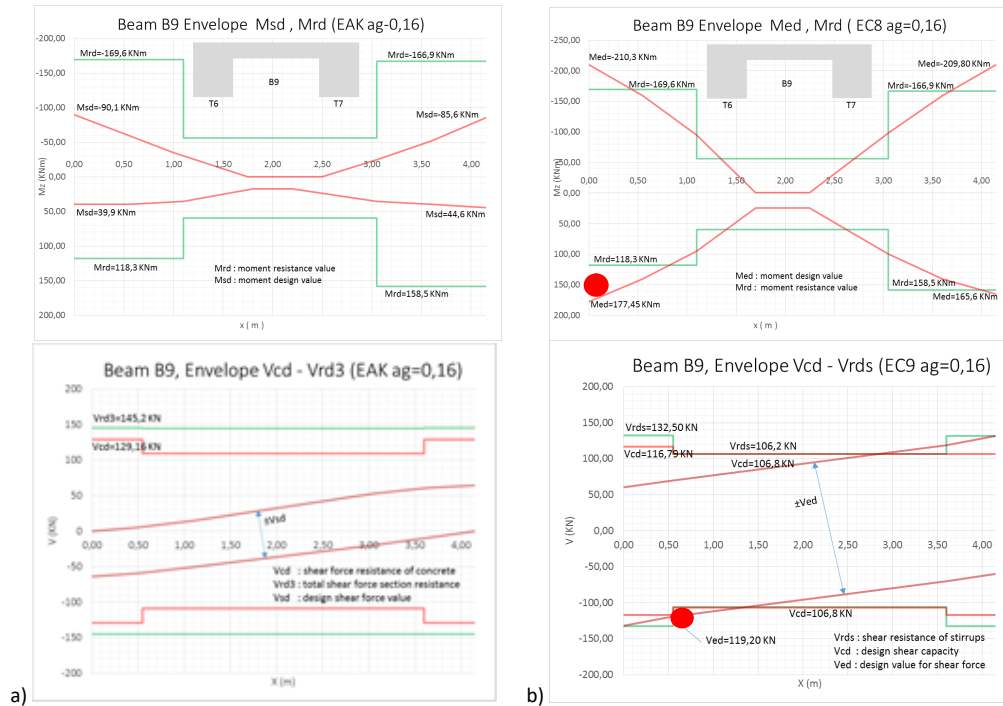 Beam B9 Envelope Msd , Mrd (EAK ag-0,16)
-200,00
Mrd=-169,6 KNm
Mrd=-166,9 KNm
-150,00
B9
T6
T7
-100,00
Msd=-90,1 KNm
Msd=-85,6 KNm
-50,00
0,00
0,50
1,00
1,50
2,00
2,50
3,00
3,50
4,00
0,00
Mz (KNm)
Msd=39,9 KNm
Msd=44,6 KNm
50,00
100,00
Mrd=118,3 KNm
Mrd : moment resistance value
Msd : moment design value
Mrd=158,5 KNm
150,00
200,00
x ( m )
Beam B9 Envelope Med , Mrd ( EC8 ag=0,16)
-250,00
Med=-210,3 KNm
Med=-209,80 KNm
-200,00
Mrd=-169,6 KNm
Mrd=-166,9 KNm
B9
T6
T7
-150,00
-100,00
-50,00
0,00
0,50
1,00
1,50
2,00
2,50
3,00
3,50
4,00
Mz (KNm)
0,00
50,00
100,00
Mrd=118,3 KNm
Med : moment design value
Mrd : moment resistance value
Mrd=158,5 KNm
150,00
Med=177,45 KNm
Med=165,6 KNm
200,00
x ( m )
Beam B9, Envelope Vcd - Vrd3 (EAK ag=0,16)
200
Vrd3=145,2 KN
150
Vcd=129,16 KN
100
50
±Vsd
0
V (KN)
0,00
0,50
1,00
1,50
2,00
2,50
3,00
3,50
4,00
-50
Vcd : shear force resistance of concrete
Vrd3 : total shear force section resistance
Vsd : design shear force value
-100
-150
-200
X (m)
a)
Beam B9, Envelope Vcd - Vrds (EC9 ag=0,16)
200,00
150,00
Vrds=132,50 KN
Vrds=106,2 KN
Vcd=116,79 KN
Vcd=106,8 KN
100,00
50,00
±Ved
0,00
V (KN)
0,00
0,50
1,00
1,50
2,00
2,50
3,00
3,50
4,00
-50,00
-100,00
Vcd=106,8 KN
-150,00
Ved=119,20 KN
Vrds : shear resistance of stirrups
Vcd : design shear capacity
Ved : design value for shear force
-200,00
X (m)
b)